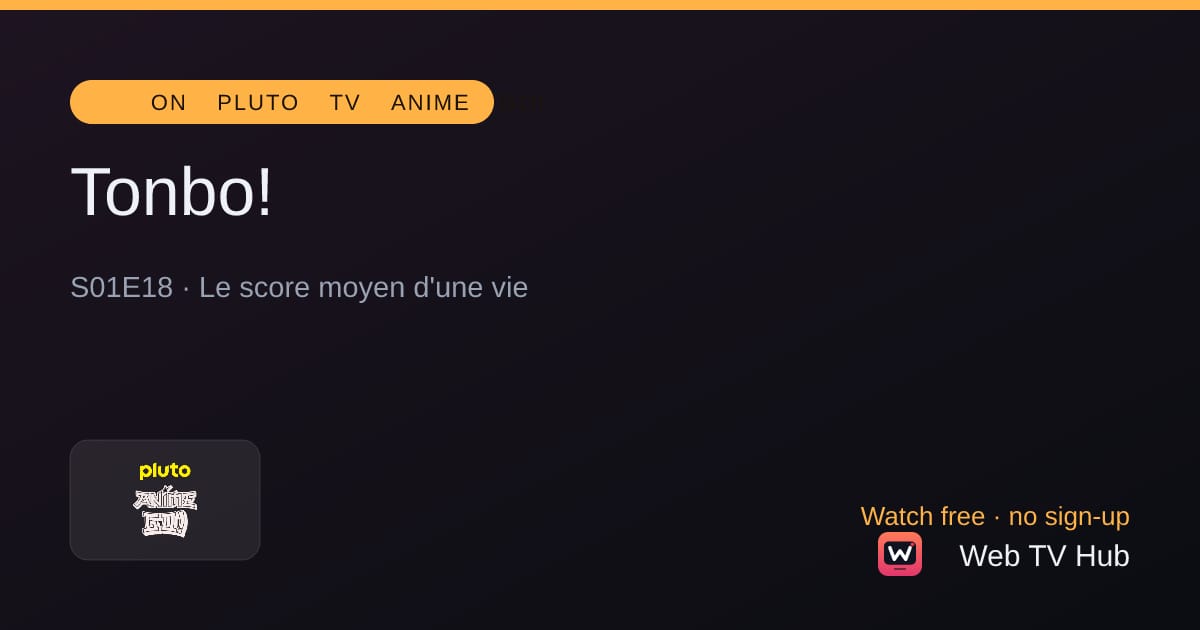 ON PLUTO TV ANIME
Tonbo!
S01E18 · Le score moyen d'une vie
pluto
ANIME
Watch free · no sign-up
W
Web TV Hub